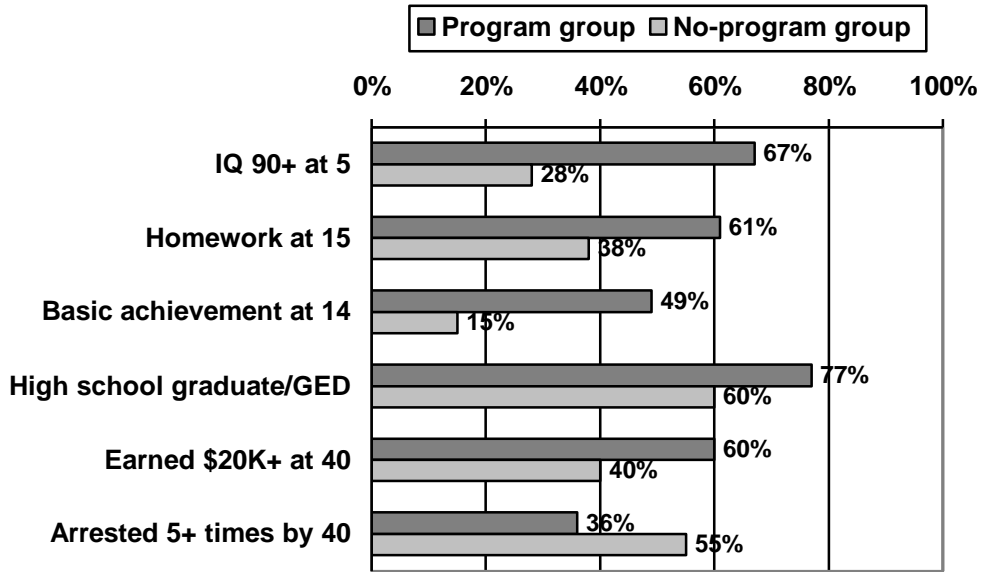 Program group No-program group
0% 20% 40% 60% 80% 100%
IQ 90+ at 5
67%
28%
Homework at 15
61%
38%
Basic achievement at 14
49%
15%
High school graduate/GED
77%
60%
Earned $20K+ at 40
60%
40%
Arrested 5+ times by 40
36%
55%